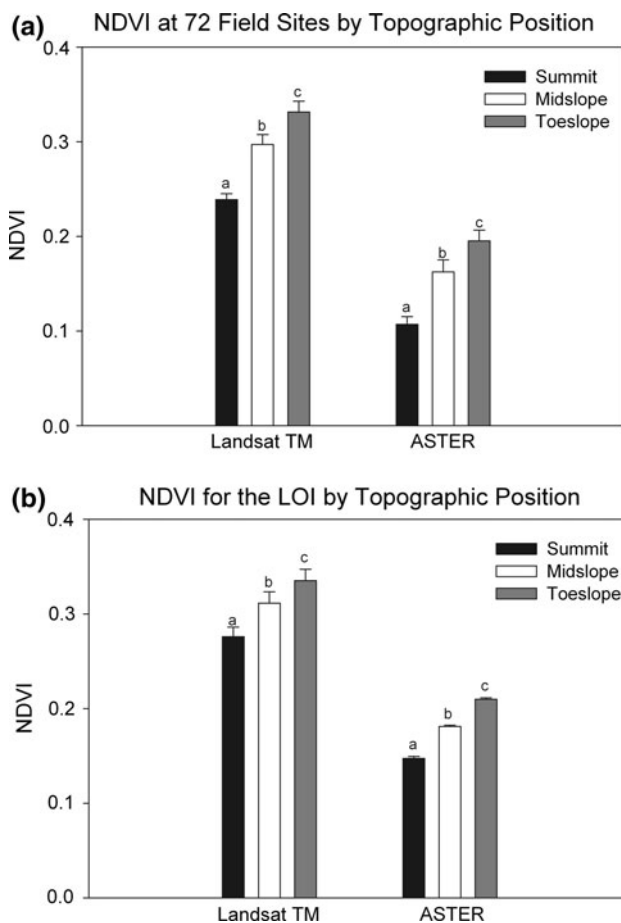 (a) NDVI at 72 Field Sites by Topographic Position
0.4
Summit
Midslope
Toeslope
c
b
0.3
a
NDVI
0.2
c
b
a
0.1
0.0
Landsat TM ASTER
(b) NDVI for the LOI by Topographic Position
0.4
Summit
Midslope
Toeslope
c
b
a
0.3
NDVI
c
0.2
b
a
0.1
0.0
Landsat TM ASTER